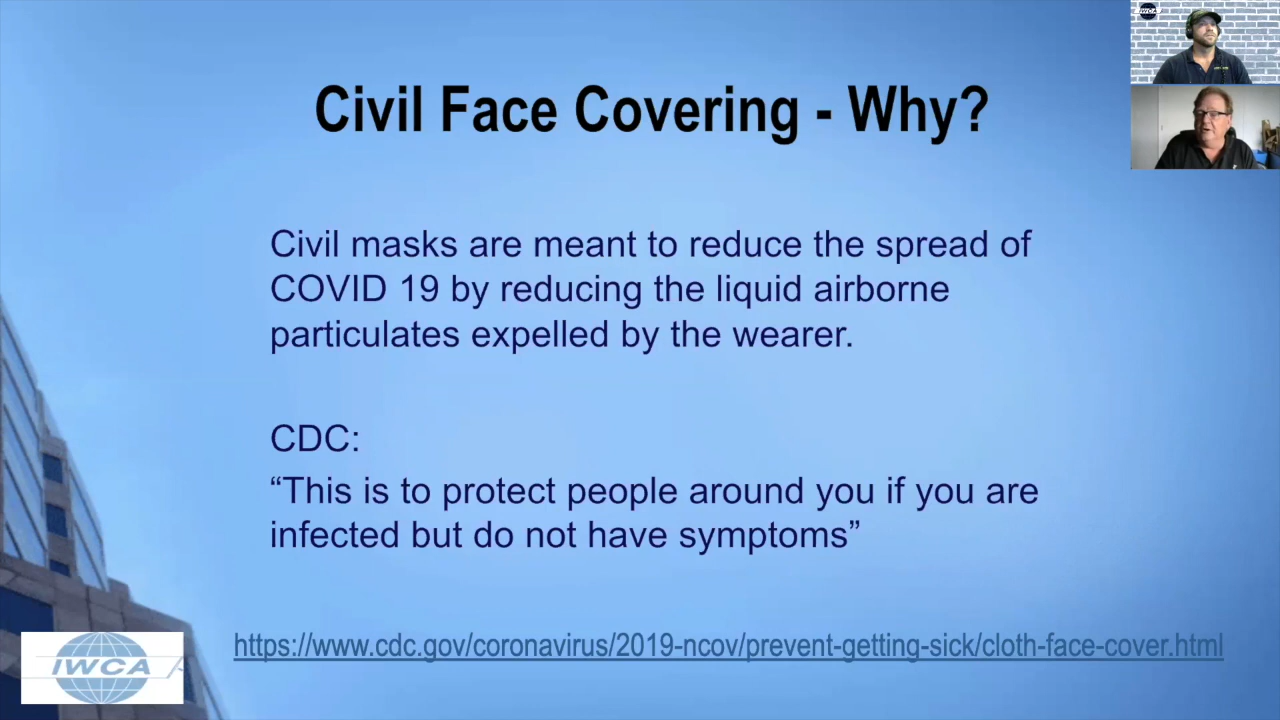 Civil Face Covering - Why?
Civil masks are meant to reduce the spread of
COVID 19 by reducing the liquid airborne
particulates expelled by the wearer.
CDC:
“This is to protect people around you if you are
infected but do not have symptoms”
https://www.cdc.gov/coronavirus/2019-ncov/prevent-getting-sick/cloth-face-cover.html
IWCA
IWCA